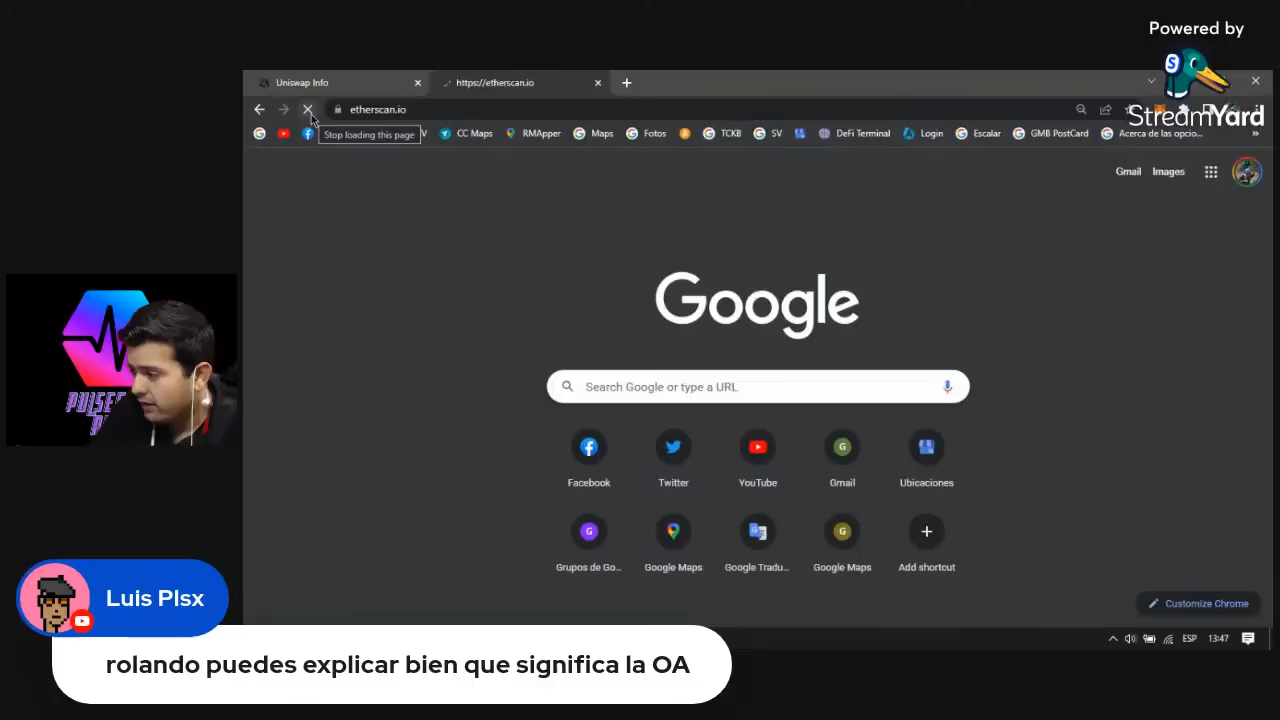 Powered by
StreamYard
Uniswap Info
https://etherscan.io
etherscan.io
Stop loading this page
CC Maps
RMApper
Maps
Fotos
TCKB
SV
DeFi Terminal
Login
Escalar
GMB PostCard
Acerca de las opcio...
Gmail
Images
Google
Search Google or type a URL
Facebook
Twitter
YouTube
Gmail
Ubicaciones
Grupos de Go...
Google Maps
Google Tradu...
Google Maps
Add shortcut
Customize Chrome
ESP
13:47
Luis Plsx
rolando puedes explicar bien que significa la OA